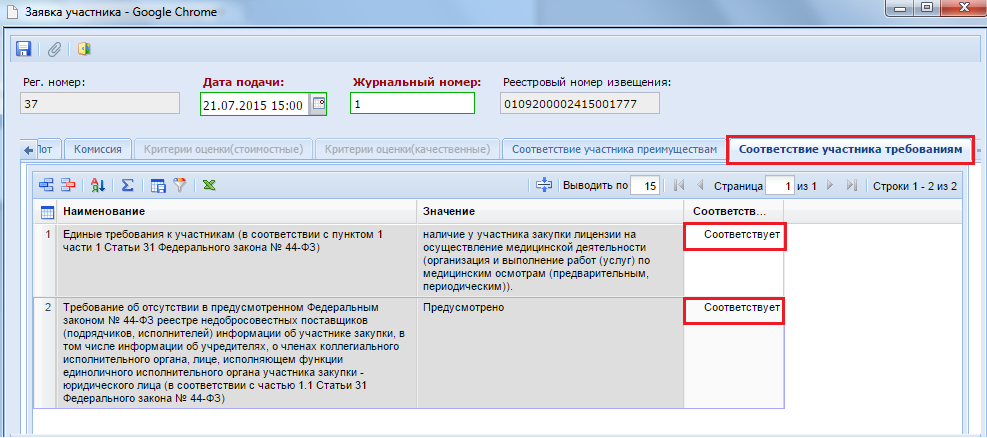 Заявка участника - Google Chrome
Рег. номер: Дата подачи: Журнальный номер: Реестровый номер извещения:
37 21.07.2015 15:00 1 0109200002415001777
Комиссия Критерии оценки(стоимостные) Критерии оценки(качественные) Соответствие участника преимуществам Соответствие участника требованиям
Выводить по 15 Страница 1 из 1 Строки 1 - 2 из 2
Наименование Значение Соответств...
1 Единые требования к участникам (в соответствии с пунктом 1
части 1 Статьи 31 Федерального закона № 44-ФЗ)
наличие у участника закупки лицензии на
осуществление медицинской деятельности
(организация и выполнение работ (услуг) по
медицинским осмотрам (предварительным,
периодическим)).
Соответствует
2 Требование об отсутствии в предусмотренном Федеральным
законом № 44-ФЗ реестре недобросовестных поставщиков
(подрядчиков, исполнителей) информации об участнике закупки, в
том числе информации об учредителях, о членах коллегиального
исполнительного органа, лице, исполняющем функции
единоличного исполнительного органа участника закупки -
юридического лица (в соответствии с частью 1.1 Статьи 31
Федерального закона № 44-ФЗ)
Предусмотрено
Соответствует